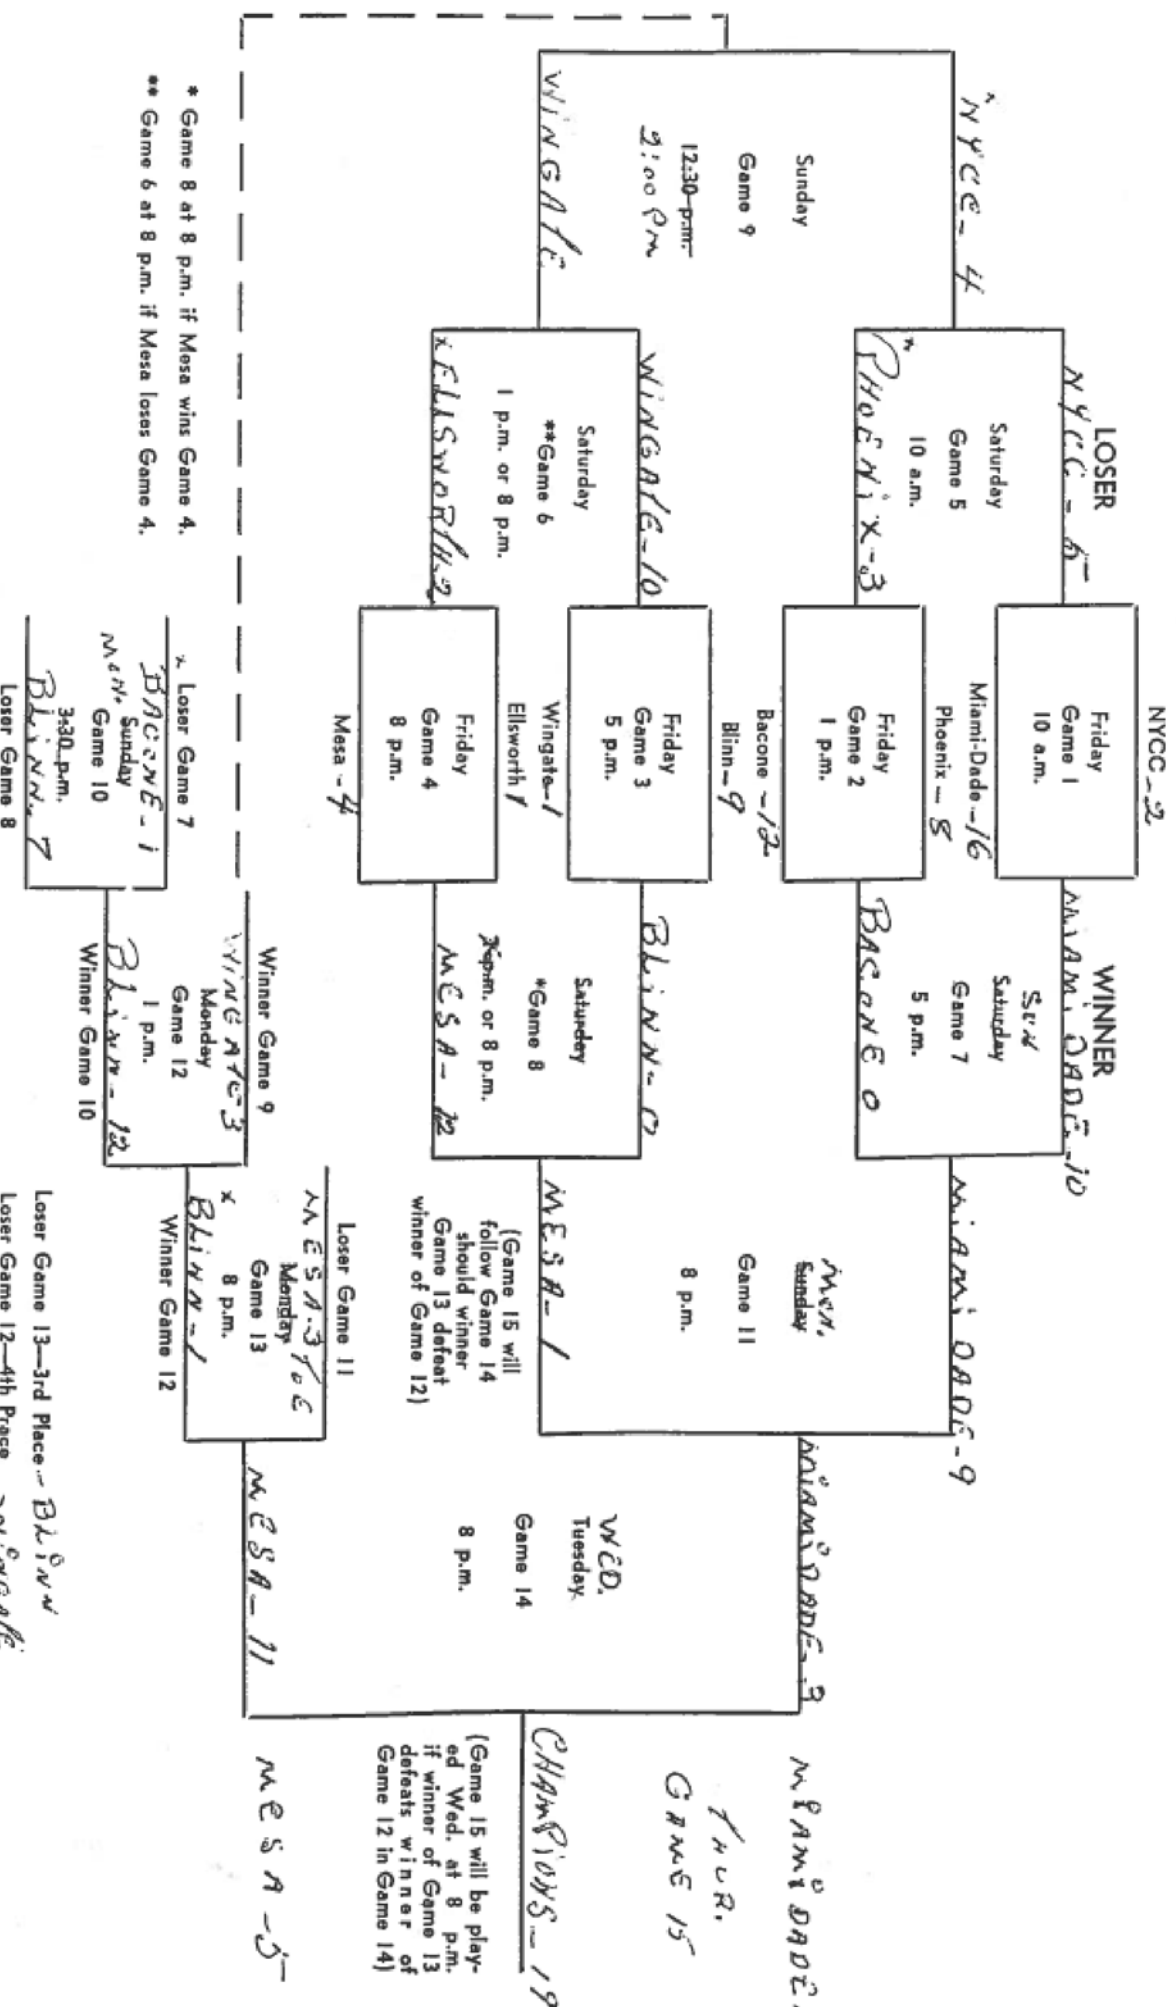 LOSER
WINNER
NYCC - 2
Friday
Game 1
10 a.m.
Miami-Dade - 16
Phoenix - 8
Friday
Game 2
1 p.m.
Bacone - 12
Blinn - 9
Friday
Game 3
5 p.m.
Wingate - 1
Ellsworth 1
Friday
Game 4
8 p.m.
Mesa - 4
NYCC - 5
Saturday
Game 5
10 a.m.
* PHOENIX - 3
WINGATE - 10
Saturday
**Game 6
1 p.m. or 8 p.m.
x ELLSWORTH - 2
NYCC - 4
Sunday
Game 9
12:30 p.m.
2:00 PM
WINGATE
* Game 8 at 8 p.m. if Mesa wins Game 4.
** Game 6 at 8 p.m. if Mesa loses Game 4.
MIAMI DADE - 10
SUN
Saturday
Game 7
5 p.m.
BACONE 0
BLINN - 0
Saturday
*Game 8
p.m. or 8 p.m.
MESA - 12
MIAMI DADE - 9
MON.
Sunday
Game 11
8 p.m.
MESA - 1
(Game 15 will
follow Game 14
should winner
Game 13 defeat
winner of Game 12)
x Loser Game 7
BACONE - 1
MON. Sunday
Game 10
3:30 p.m.
BLINN - 7
Loser Game 8
Winner Game 9
WINGATE 3
Monday
Game 12
1 p.m.
BLINN - 12
Winner Game 10
Loser Game 11
MESA - 3
Monday
Game 13
8 p.m.
x
BLINN - 1
Winner Game 12
MIAMI DADE - 3
WED.
Tuesday
Game 14
8 p.m.
MESA - 11
CHAMPIONS - 19
(Game 15 will be play-
ed Wed. at 8 p.m.
if winner of Game 13
defeats winner of
Game 12 in Game 14)
MIAMI DADE
THUR.
GAME 15
MESA - 5
Loser Game 13—3rd Place - BLINN
Loser Game 12—4th Place WINGATE